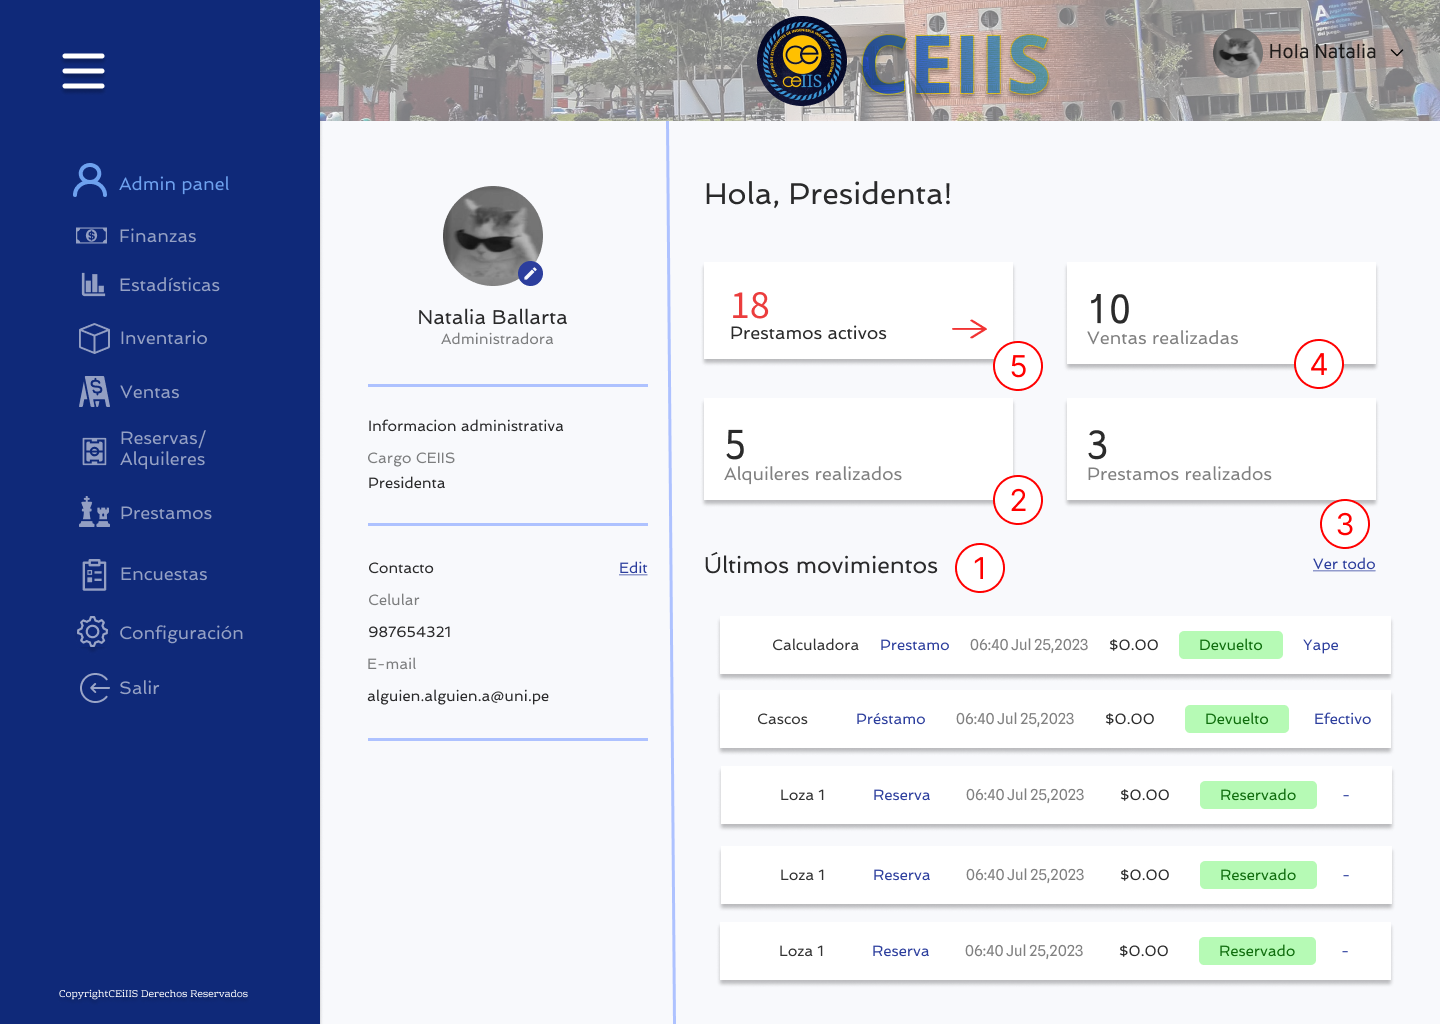 CEIIS
ceIIS
Hola Natalia
Admin panel
Finanzas
Estadísticas
Inventario
Ventas
Reservas/
Alquileres
Prestamos
Encuestas
Configuración
Salir
CopyrightCEiIIS Derechos Reservados
Natalia Ballarta
Administradora
Informacion administrativa
Cargo CEIIS
Presidenta
Contacto Edit
Celular
987654321
E-mail
alguien.alguien.a@uni.pe
Hola, Presidenta!
18
Prestamos activos
5
10
Ventas realizadas
4
5
Alquileres realizados
2
3
Prestamos realizados
3
Últimos movimientos 1 Ver todo
Calculadora Prestamo 06:40 Jul 25,2023 $0.00 Devuelto Yape
Cascos Préstamo 06:40 Jul 25,2023 $0.00 Devuelto Efectivo
Loza 1 Reserva 06:40 Jul 25,2023 $0.00 Reservado -
Loza 1 Reserva 06:40 Jul 25,2023 $0.00 Reservado -
Loza 1 Reserva 06:40 Jul 25,2023 $0.00 Reservado -